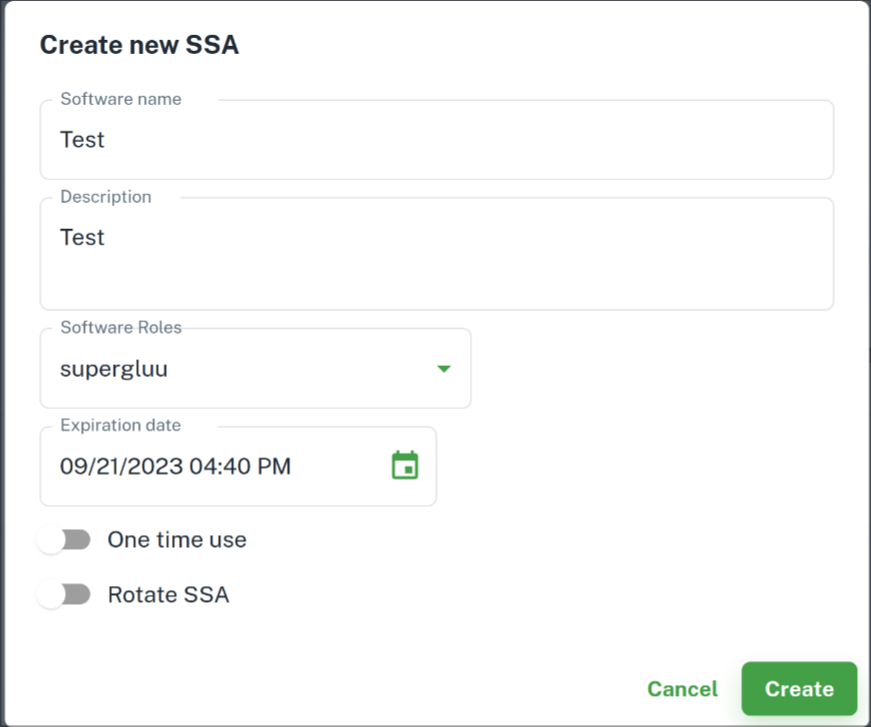 Create new SSA
Software name
Test
Description
Test
Software Roles
supergluu
Expiration date
09/21/2023 04:40 PM
One time use
Rotate SSA
Cancel
Create